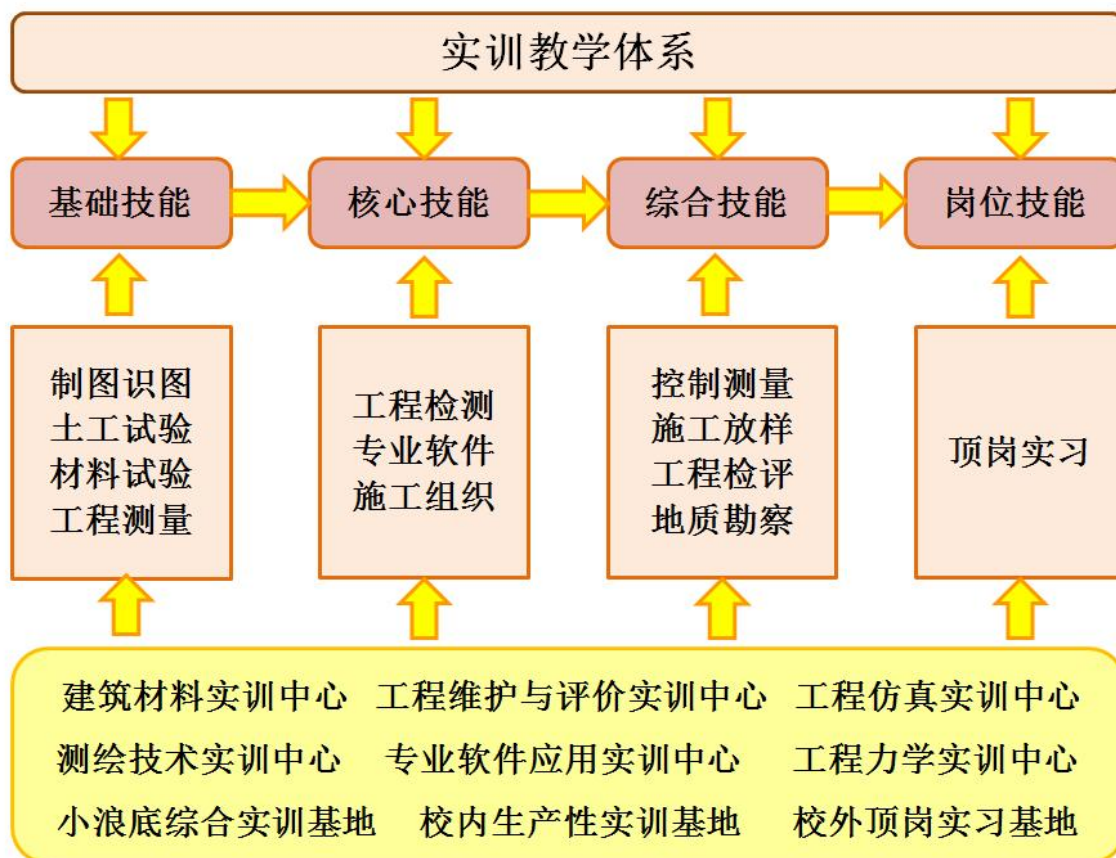 实训教学体系
基础技能
核心技能
综合技能
岗位技能
制图识图
土工试验
材料试验
工程测量
工程检测
专业软件
施工组织
控制测量
施工放样
工程检评
地质勘察
顶岗实习
建筑材料实训中心 工程维护与评价实训中心 工程仿真实训中心
测绘技术实训中心 专业软件应用实训中心 工程力学实训中心
小浪底综合实训基地 校内生产性实训基地 校外顶岗实习基地